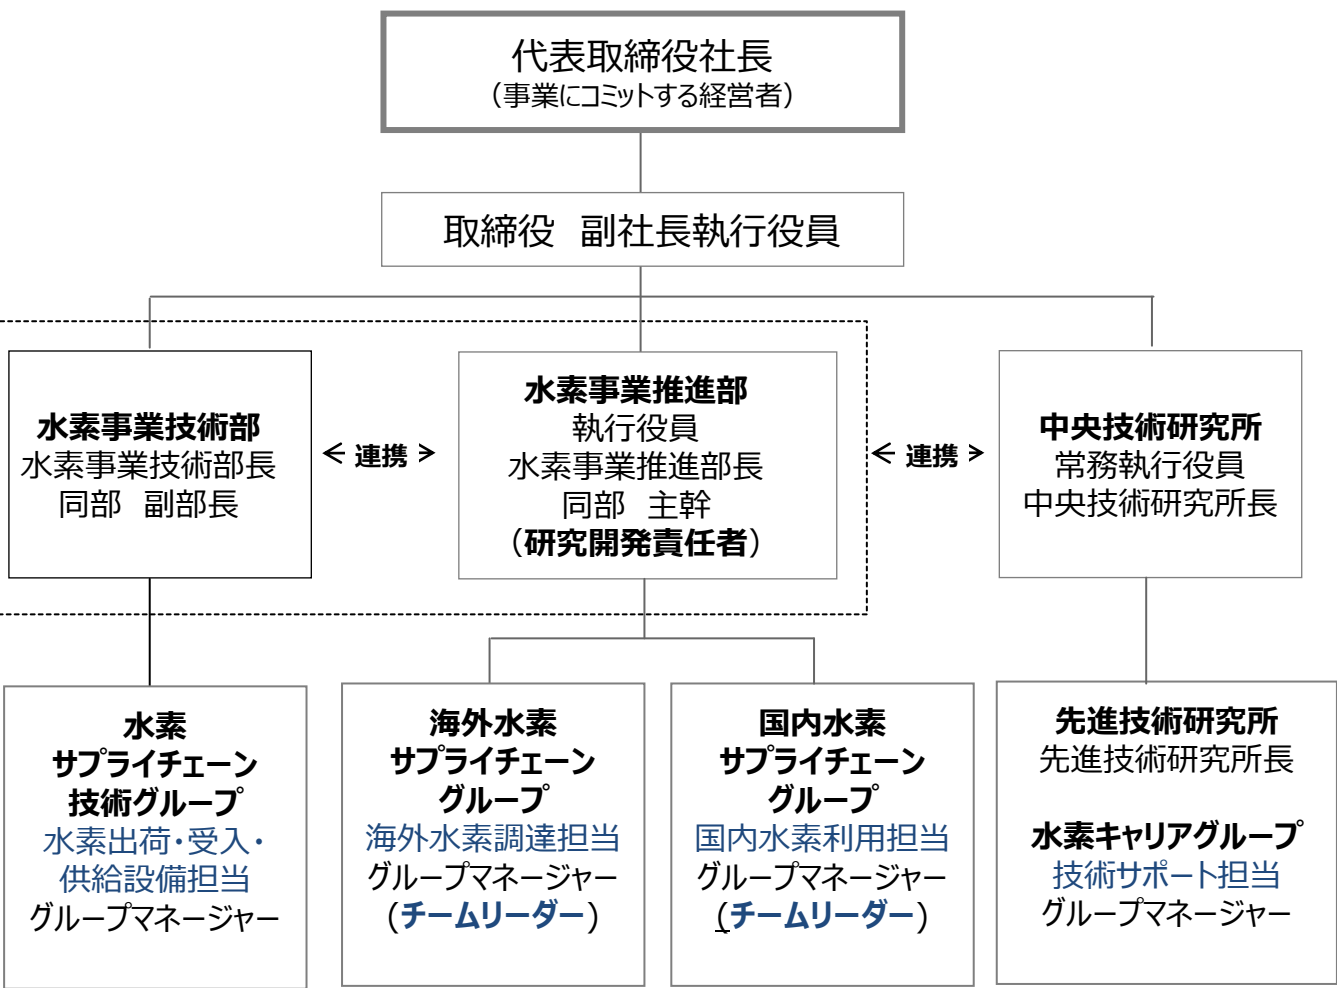 代表取締役社長
（事業にコミットする経営者）
取締役　副社長執行役員
水素事業技術部
水素事業技術部長
同部　副部長
＜ 連携 ＞
水素事業推進部
執行役員
水素事業推進部長
同部　主幹
（研究開発責任者）
＜ 連携 ＞
中央技術研究所
常務執行役員
中央技術研究所長
水素
サプライチェーン
技術グループ
水素出荷・受入・
供給設備担当
グループマネージャー
海外水素
サプライチェーン
グループ
海外水素調達担当
グループマネージャー
（チームリーダー）
国内水素
サプライチェーン
グループ
国内水素利用担当
グループマネージャー
（チームリーダー）
先進技術研究所
先進技術研究所長
水素キャリアグループ
技術サポート担当
グループマネージャー